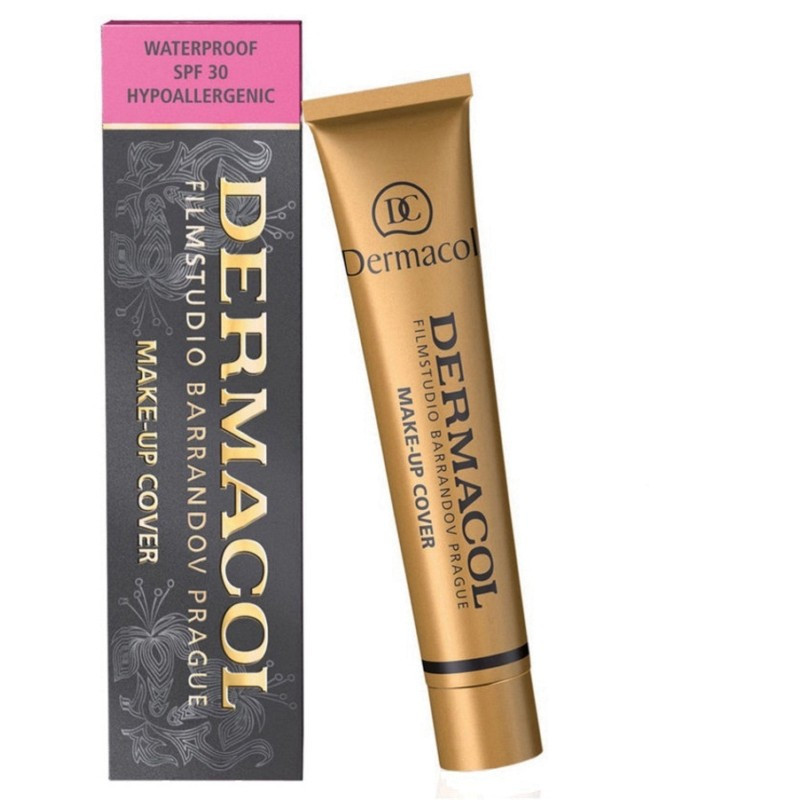 WATERPROOF
SPF 30
HYPOALLERGENIC
DERMACOL
FILMSTUDIO BARRANDOV PRAGUE
MAKE-UP COVER
DC
Dermacol
DERMACOL
FILMSTUDIO BARRANDOV PRAGUE
MAKE-UP COVER